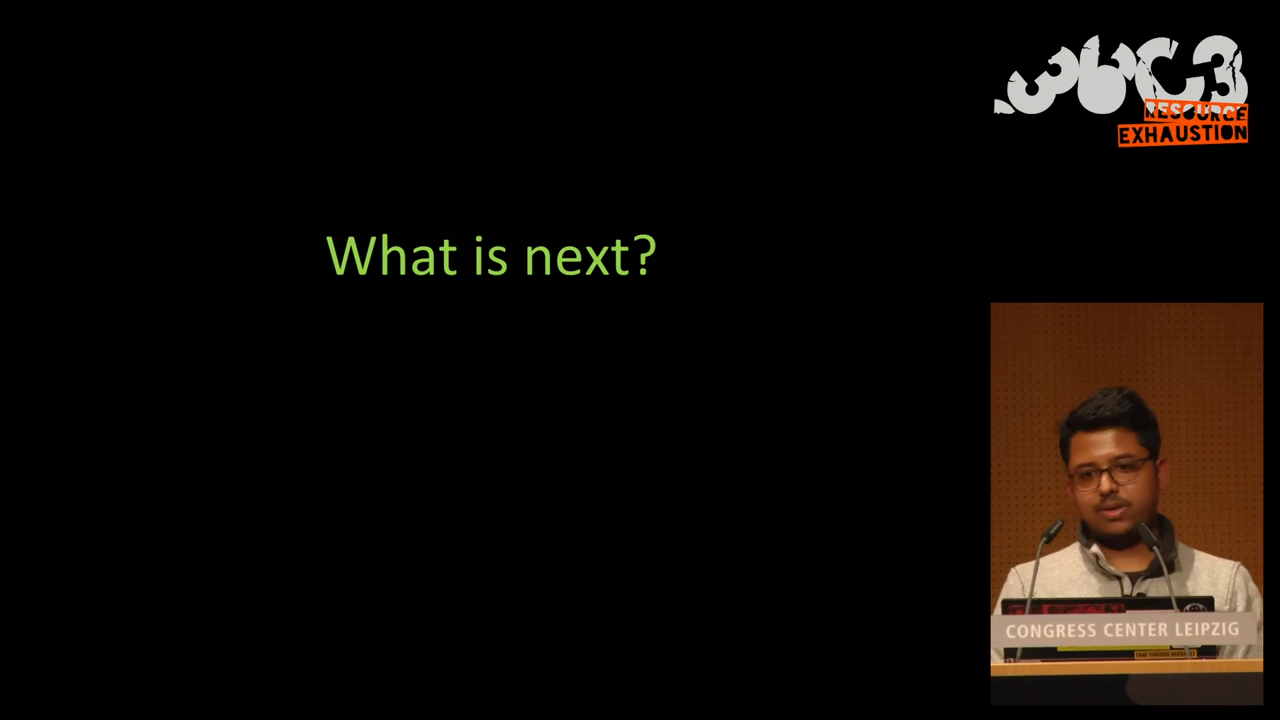 36C3
RESOURCE
EXHAUSTION
What is next?
CONGRESS CENTER LEIPZIG